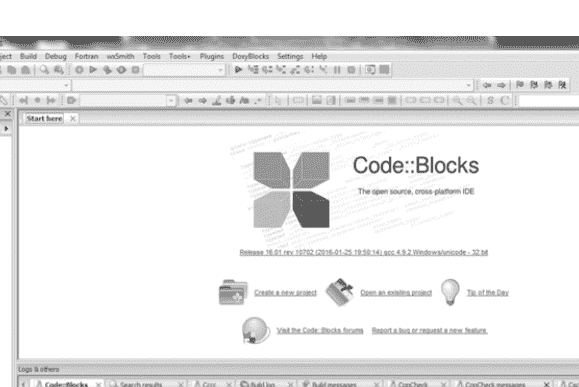 ject Build Debug Fortran wxSmith Tools Tools+ Plugins DoxyBlocks Settings Help
Start here
Code::Blocks
The open source, cross-platform IDE
Release 16.01 rev 10702 (2016-01-25 19:50:14) gcc 4.9.2 Windows/unicode - 32 bit
Create a new project Open an existing project Tip of the Day
Visit the Code::Blocks forums Report a bug or request a new feature.
Logs & others
Code::Blocks Search results Cccc Build log Build messages CppCheck CppCheck messages